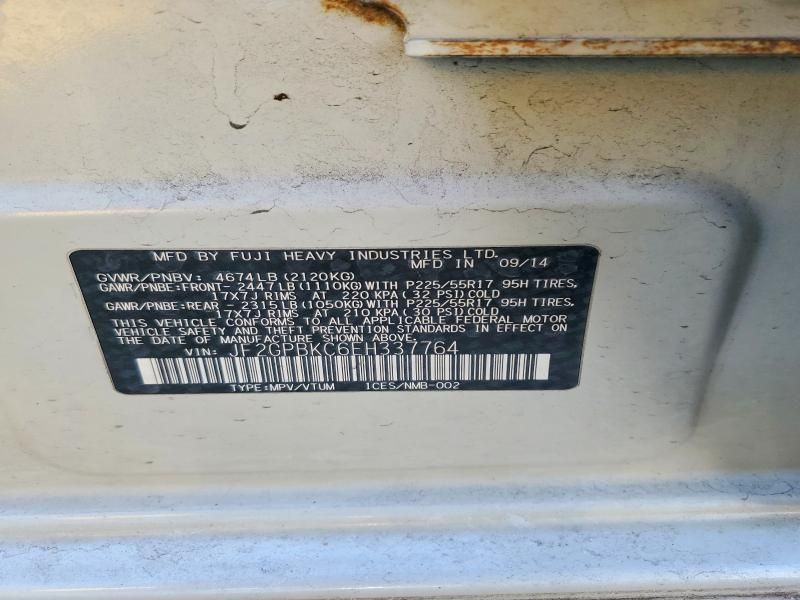 MFD BY FUJI HEAVY INDUSTRIES LTD.
MFD IN 09/14
GVWR/PNBV: 4674LB (2120KG)
GAWR/PNBE:FRONT- 2447LB (1110KG) WITH P225/55R17 95H TIRES,
17X7J RIMS AT 220 KPA (32 PSI) COLD
GAWR/PNBE:REAR - 2315LB (1050KG) WITH P225/55R17 95H TIRES,
17X7J RIMS AT 210 KPA (30 PSI) COLD
THIS VEHICLE CONFORMS TO ALL APPLICABLE FEDERAL MOTOR
VEHICLE SAFETY AND THEFT PREVENTION STANDARDS IN EFFECT ON
THE DATE OF MANUFACTURE SHOWN ABOVE.
VIN: JF2GPBKC6EH337764
TYPE:MPV/VTUM ICES/NMB-002